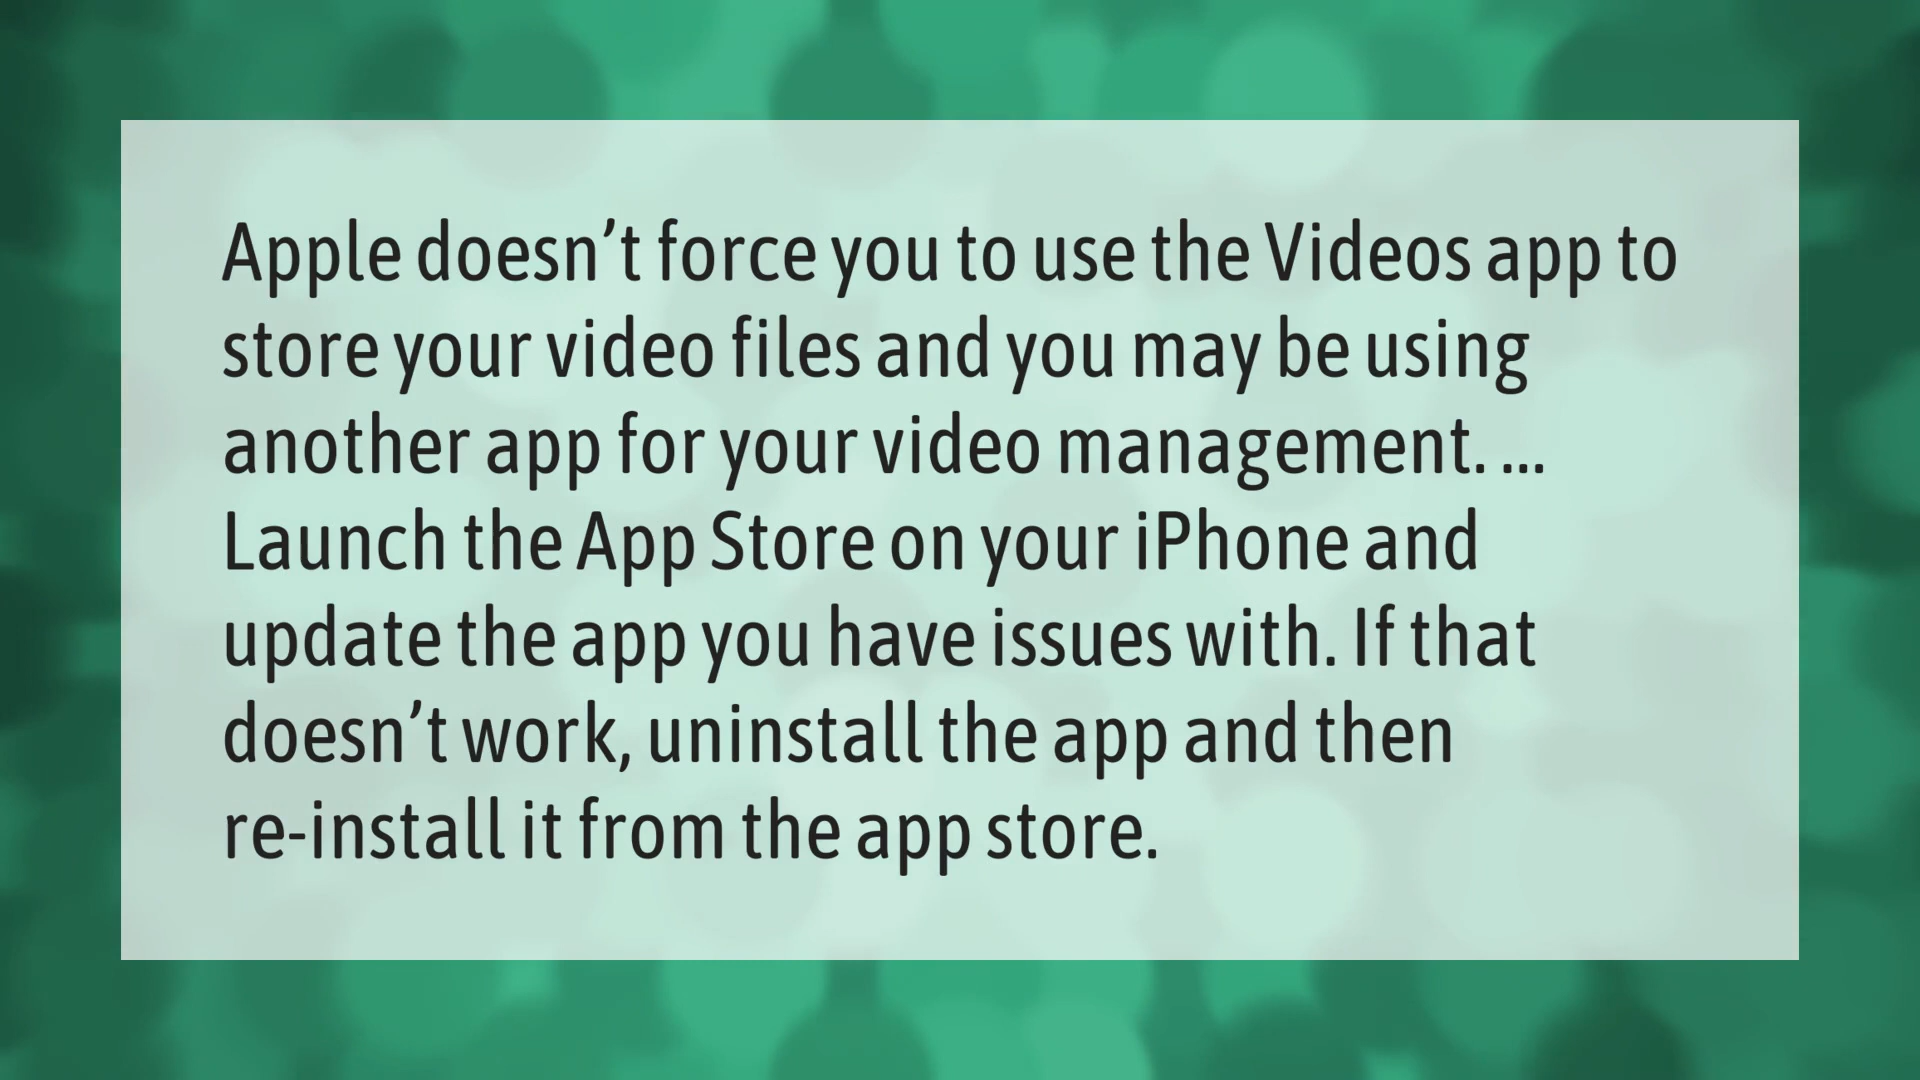 Apple doesn’t force you to use the Videos app to
store your video files and you may be using
another app for your video management. ...
Launch the App Store on your iPhone and
update the app you have issues with. If that
doesn’t work, uninstall the app and then
re-install it from the app store.